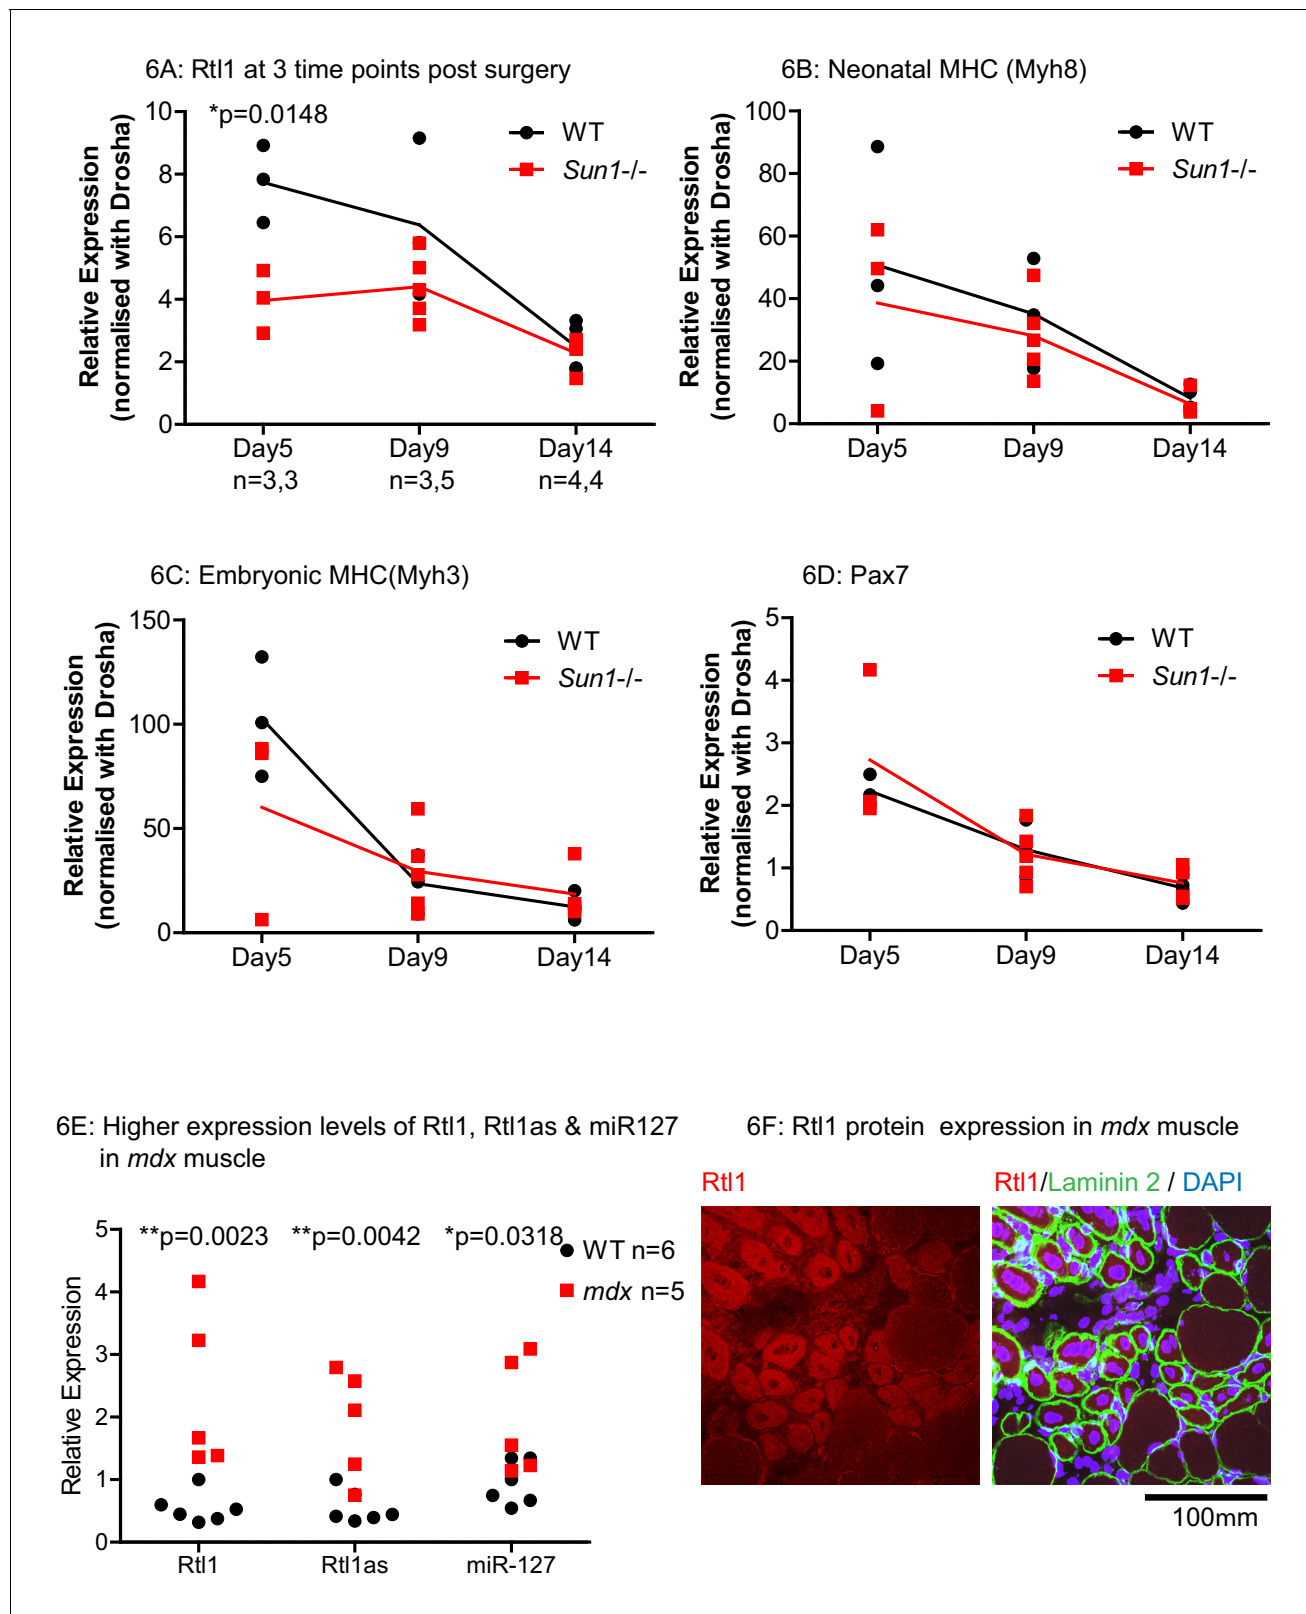 6A: Rtl1 at 3 time points post surgery
*p=0.0148
WT
Sun1-/-
Relative Expression
(normalised with Drosha)
10
8
6
4
2
0
Day5
Day9
Day14
n=3,3
n=3,5
n=4,4
6B: Neonatal MHC (Myh8)
WT
Sun1-/-
Relative Expression
(normalised with Drosha)
100
80
60
40
20
0
Day5
Day9
Day14
6C: Embryonic MHC(Myh3)
WT
Sun1-/-
Relative Expression
(normalised with Drosha)
150
100
50
0
Day5
Day9
Day14
6D: Pax7
WT
Sun1-/-
Relative Expression
(normalised with Drosha)
5
4
3
2
1
0
Day5
Day9
Day14
6E: Higher expression levels of Rtl1, Rtl1as & miR127
in mdx muscle
**p=0.0023
**p=0.0042
*p=0.0318
WT n=6
mdx n=5
Relative Expression
5
4
3
2
1
0
Rtl1
Rtl1as
miR-127
6F: Rtl1 protein expression in mdx muscle
Rtl1
Rtl1/Laminin 2 / DAPI
100mm